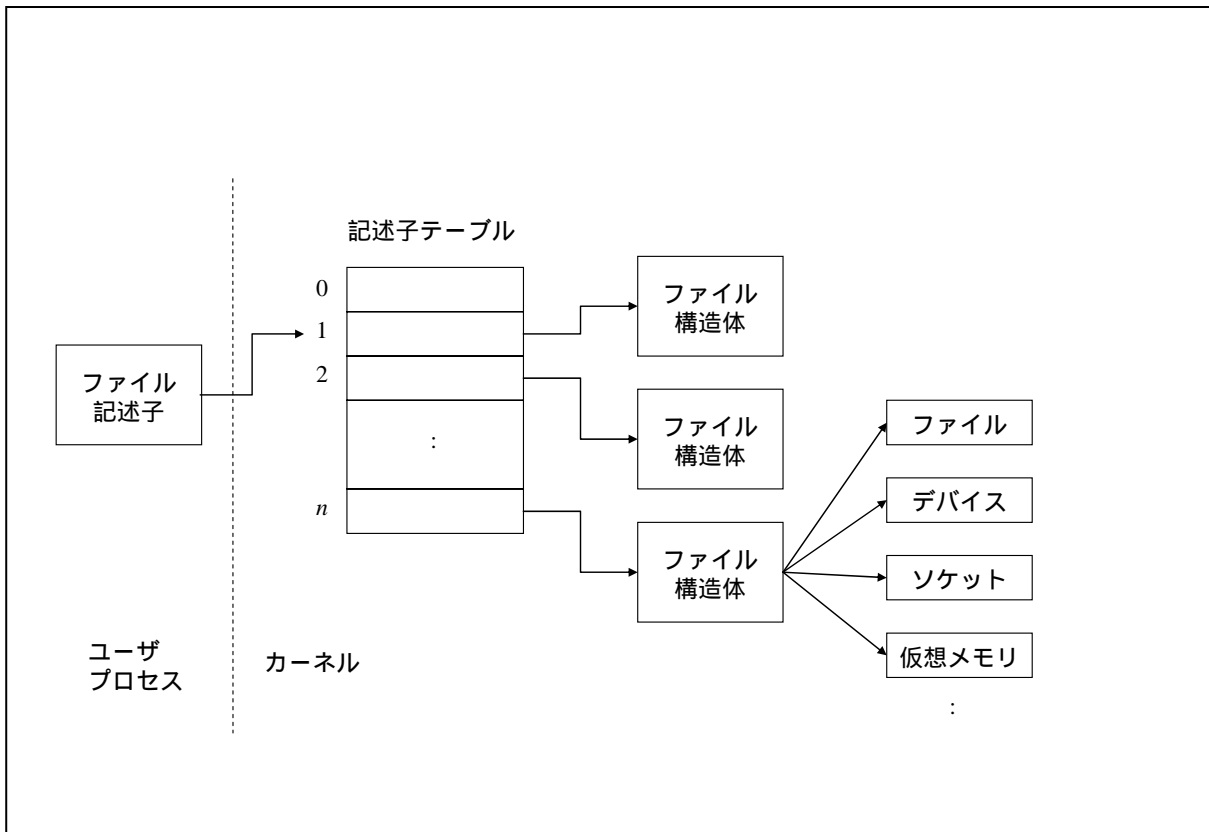 記述子テーブル
0
1
2
:
n
ファイル
記述子
ファイル
構造体
ファイル
構造体
ファイル
構造体
ファイル
デバイス
ソケット
仮想メモリ
:
ユーザ
プロセス
カーネル